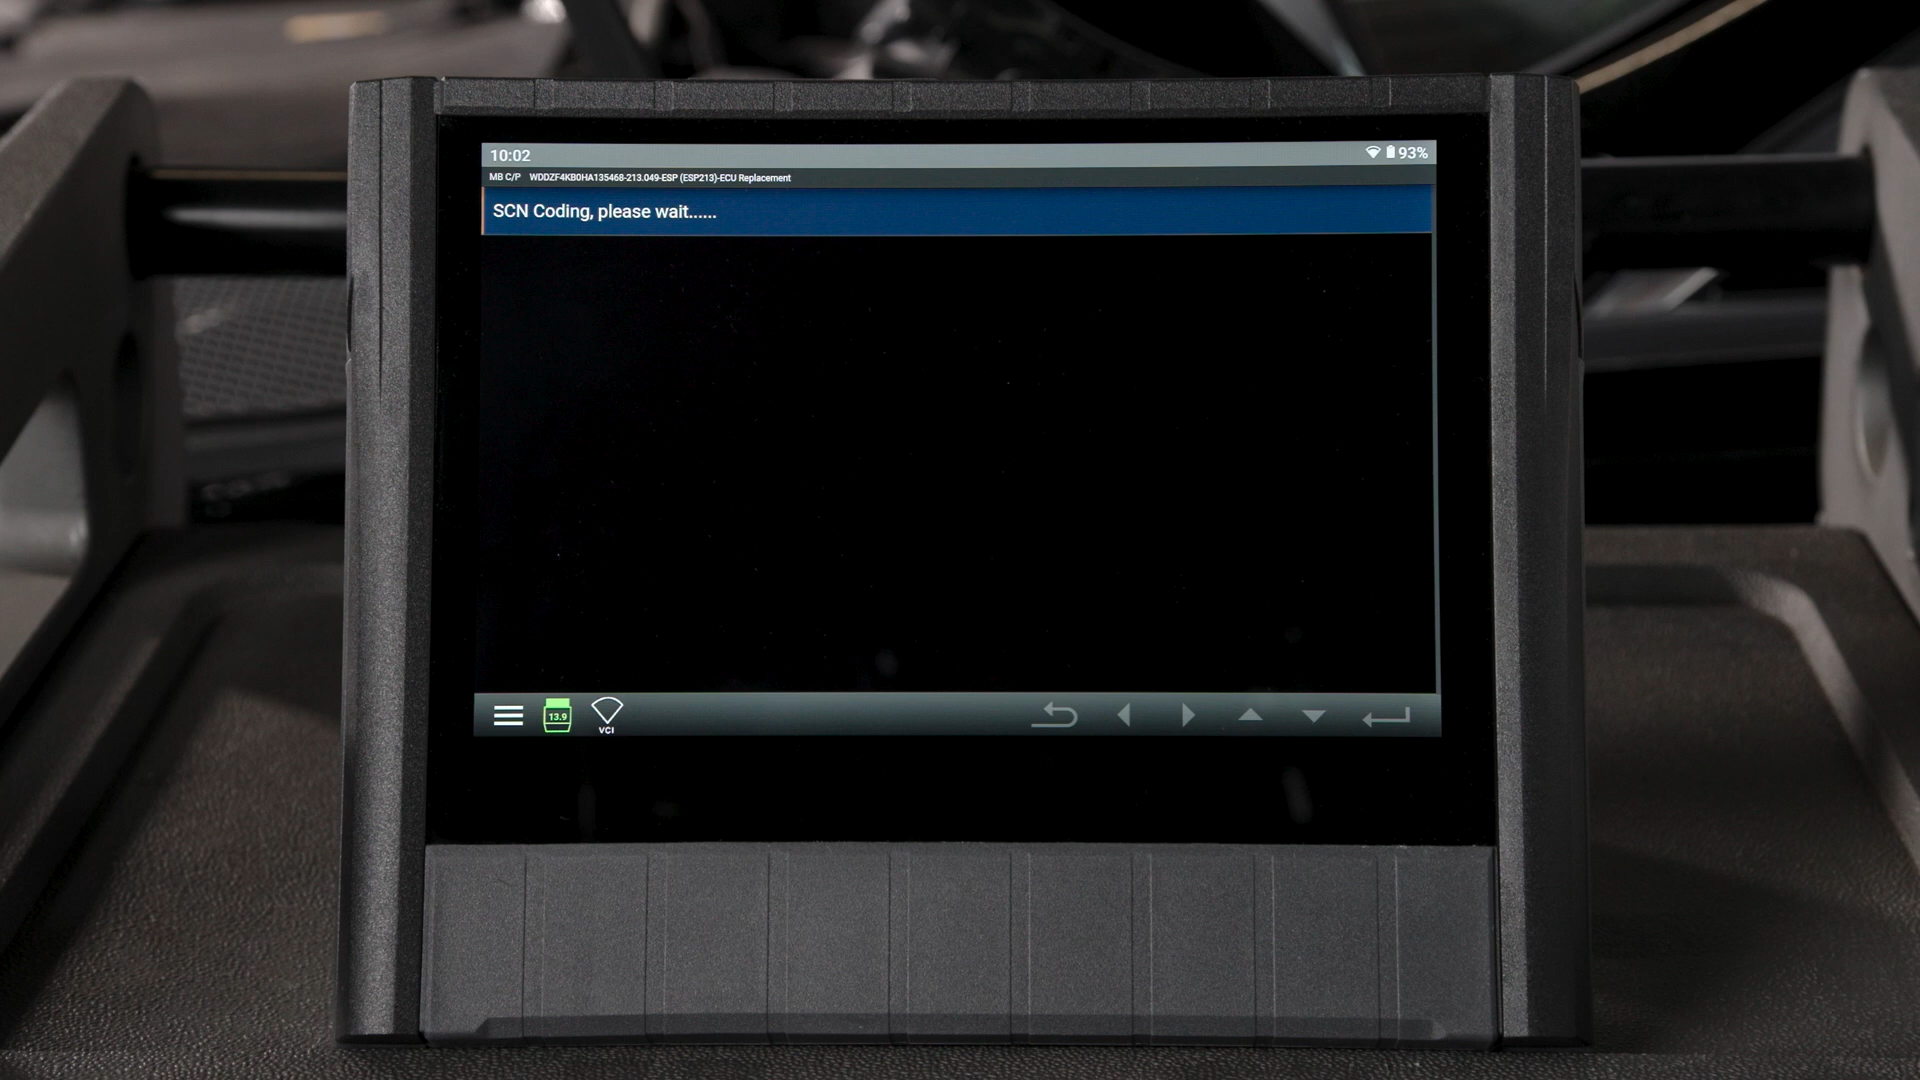 10:02
93%
MB C/P WDDZF4KB0HA135468-213.049-ESP (ESP213)-ECU Replacement
SCN Coding, please wait......
13.9
VCI